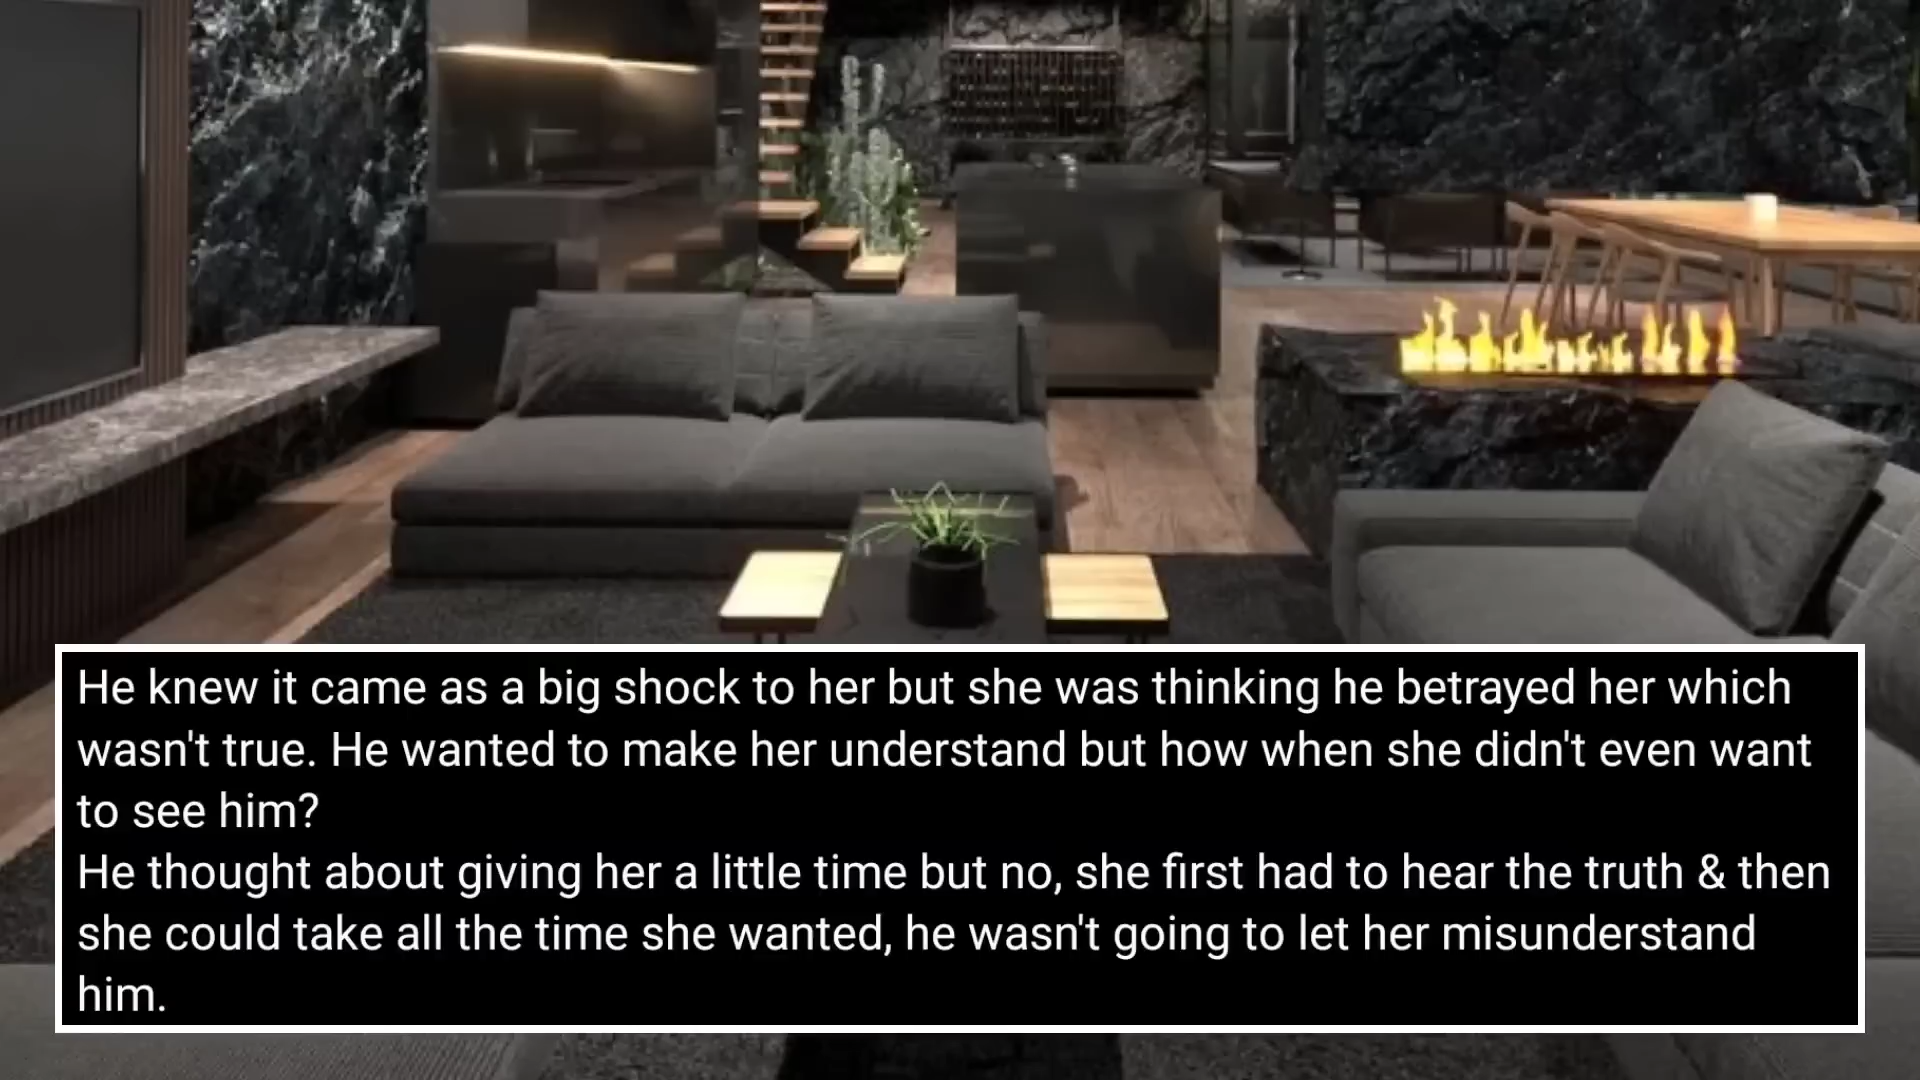 He knew it came as a big shock to her but she was thinking he betrayed her which
wasn't true. He wanted to make her understand but how when she didn't even want
to see him?
He thought about giving her a little time but no, she first had to hear the truth & then
she could take all the time she wanted, he wasn't going to let her misunderstand
him.